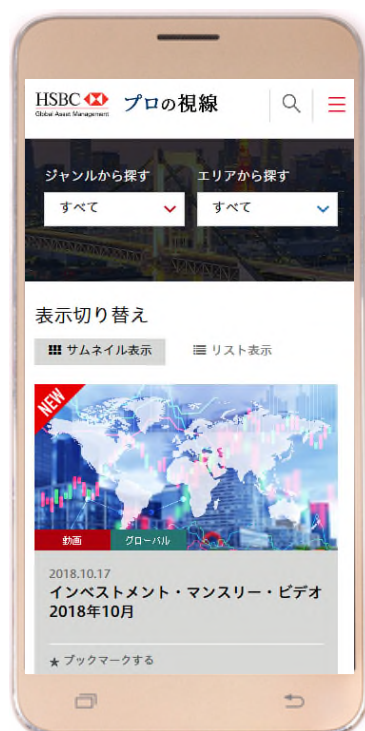 HSBC
Global Asset Management
プロの視線
ジャンルから探す
エリアから探す
すべて
すべて
表示切り替え
サムネイル表示
リスト表示
NEW
動画
グローバル
2018.10.17
インベストメント・マンスリー・ビデオ
2018年10月
★ ブックマークする